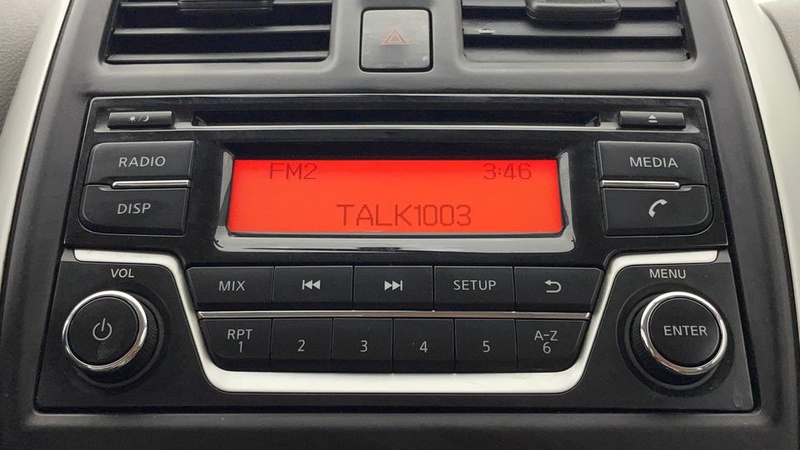 RADIO
DISP
FM2 3:46
TALK1003
MEDIA
VOL
MENU
MIX
SETUP
ENTER
RPT
1
2
3
4
5
A-Z
6